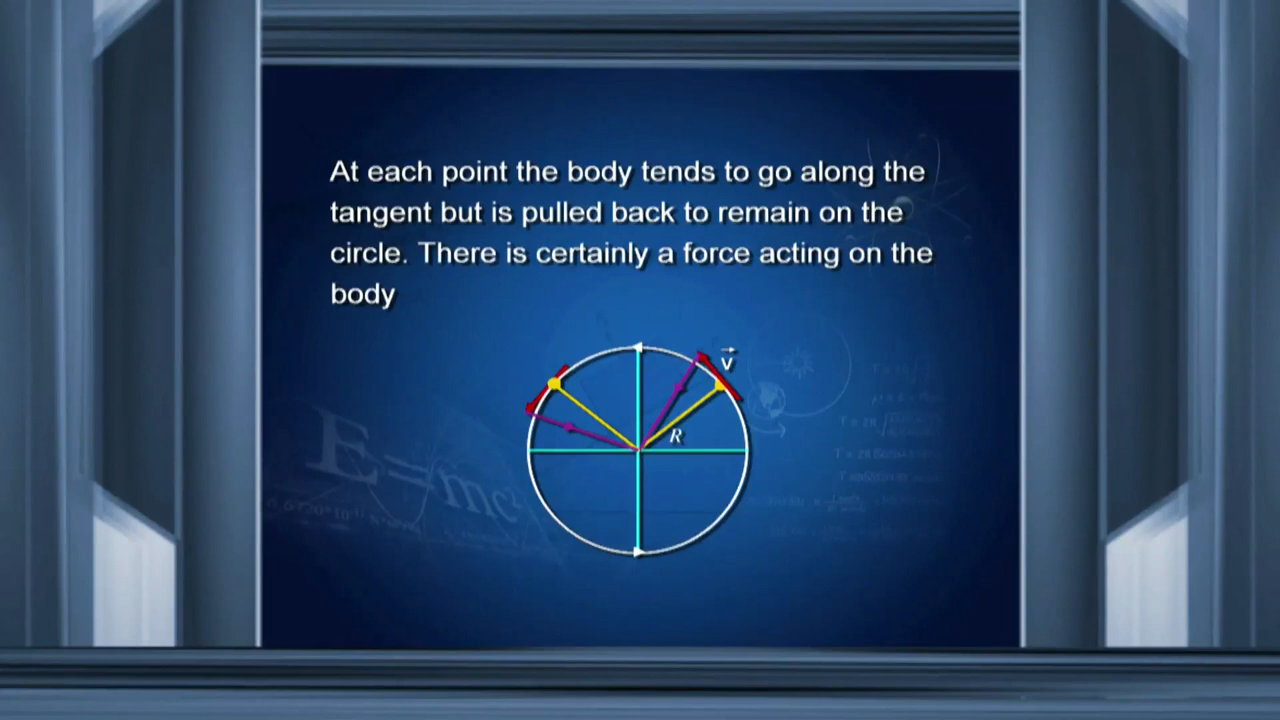 At each point the body tends to go along the
tangent but is pulled back to remain on the
circle. There is certainly a force acting on the
body
v
R
E=mc²